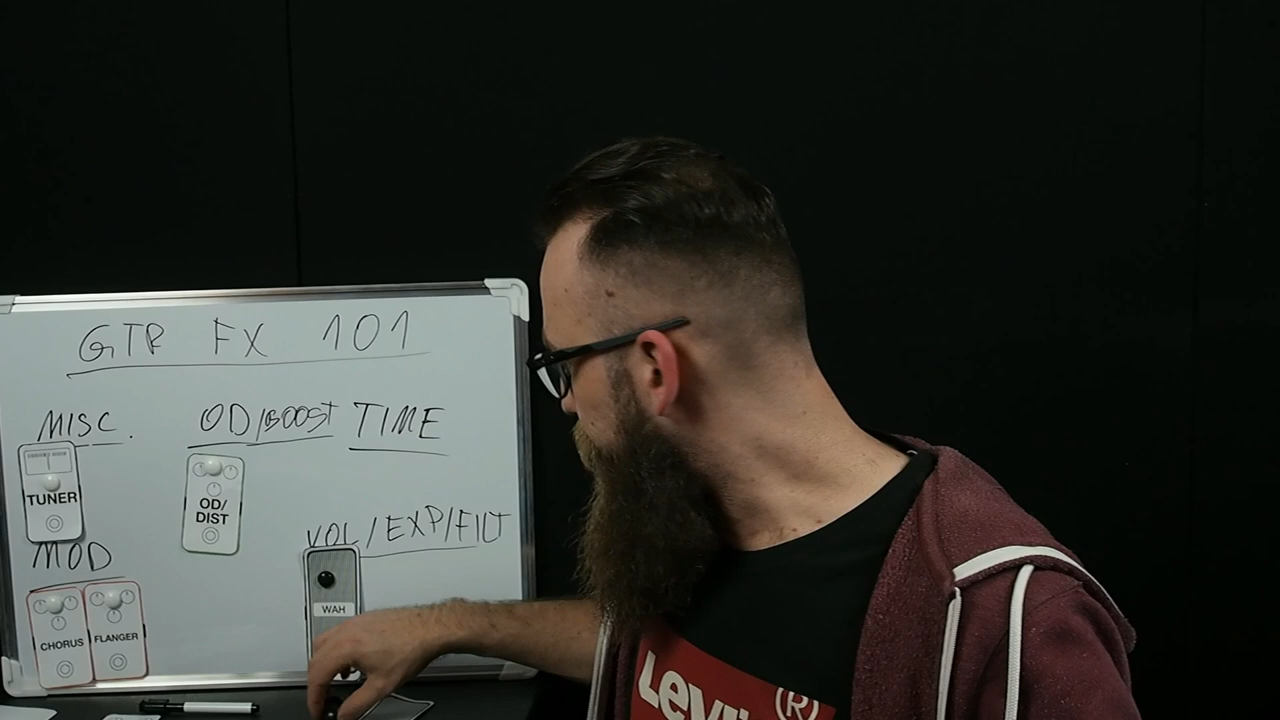 GTR FX 101
MISC.
OD/BOOST
TIME
TUNER
OD/
DIST
VOL/EXP/FILT
MOD
WAH
CHORUS
FLANGER
Levi's
®